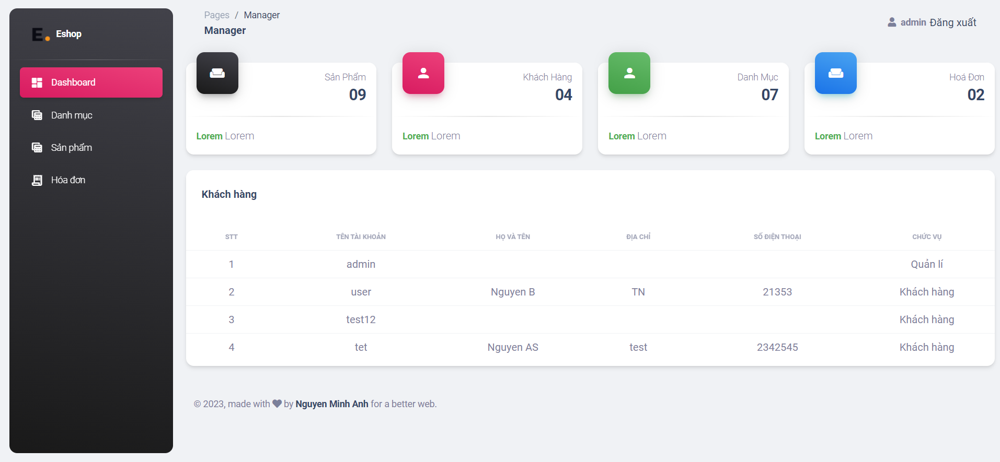 E. Eshop
Dashboard
Danh mục
Sản phẩm
Hóa đơn
Pages / Manager
Manager
admin Đăng xuất
Sản Phẩm
09
Lorem Lorem
Khách Hàng
04
Lorem Lorem
Danh Mục
07
Lorem Lorem
Hoá Đơn
02
Lorem Lorem
Khách hàng
STT TÊN TÀI KHOẢN HỌ VÀ TÊN ĐỊA CHỈ SỐ ĐIỆN THOẠI CHỨC VỤ
1 admin Quản lí
2 user Nguyen B TN 21353 Khách hàng
3 test12 Khách hàng
4 tet Nguyen AS test 2342545 Khách hàng
© 2023, made with ♥ by Nguyen Minh Anh for a better web.